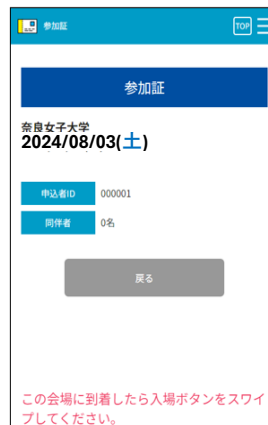 参加証
TOP
参加証
奈良女子大学
2024/08/03(土)
申込者ID 000001
同伴者 0名
戻る
この会場に到着したら入場ボタンをスワイ
プしてください。